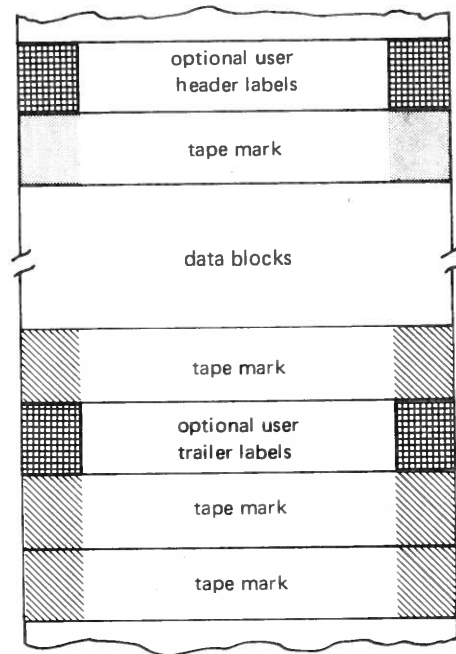 optional user
header labels
tape mark
data blocks
tape mark
optional user
trailer labels
tape mark
tape mark